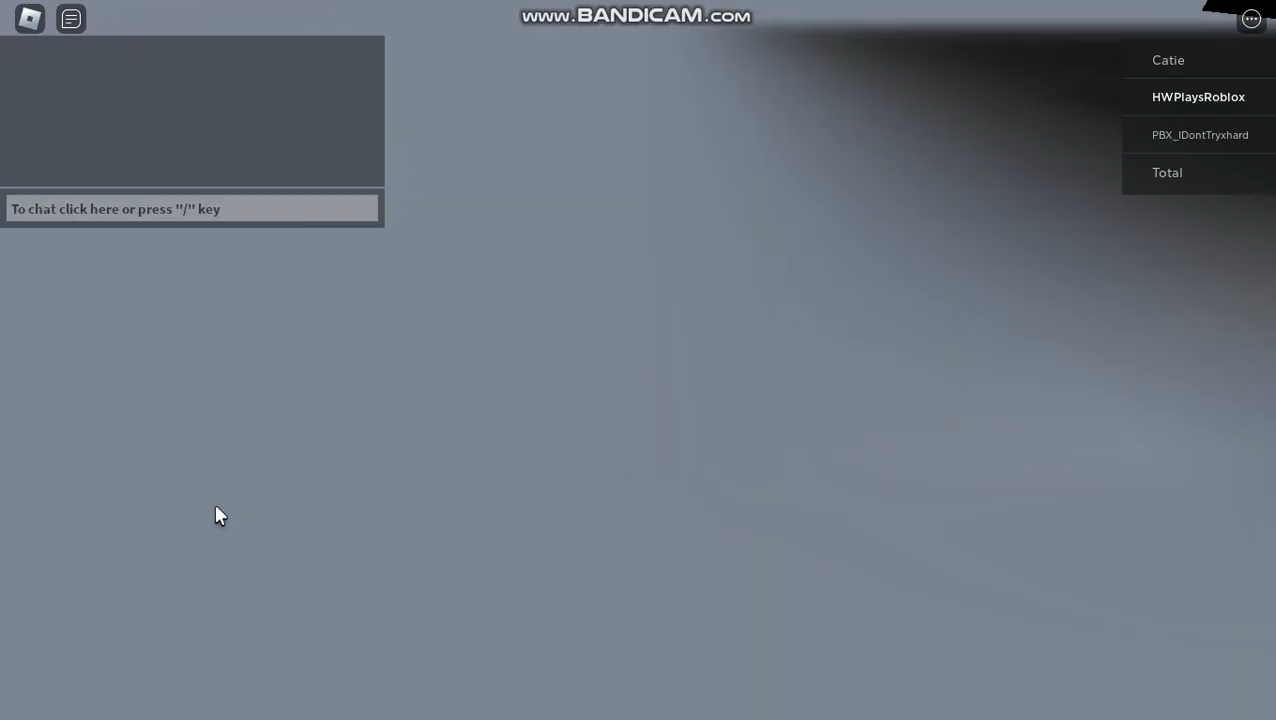 www.BANDICAM.com
To chat click here or press "/" key
Catie
HWPlaysRoblox
PBX_IDontTryxhard
Total